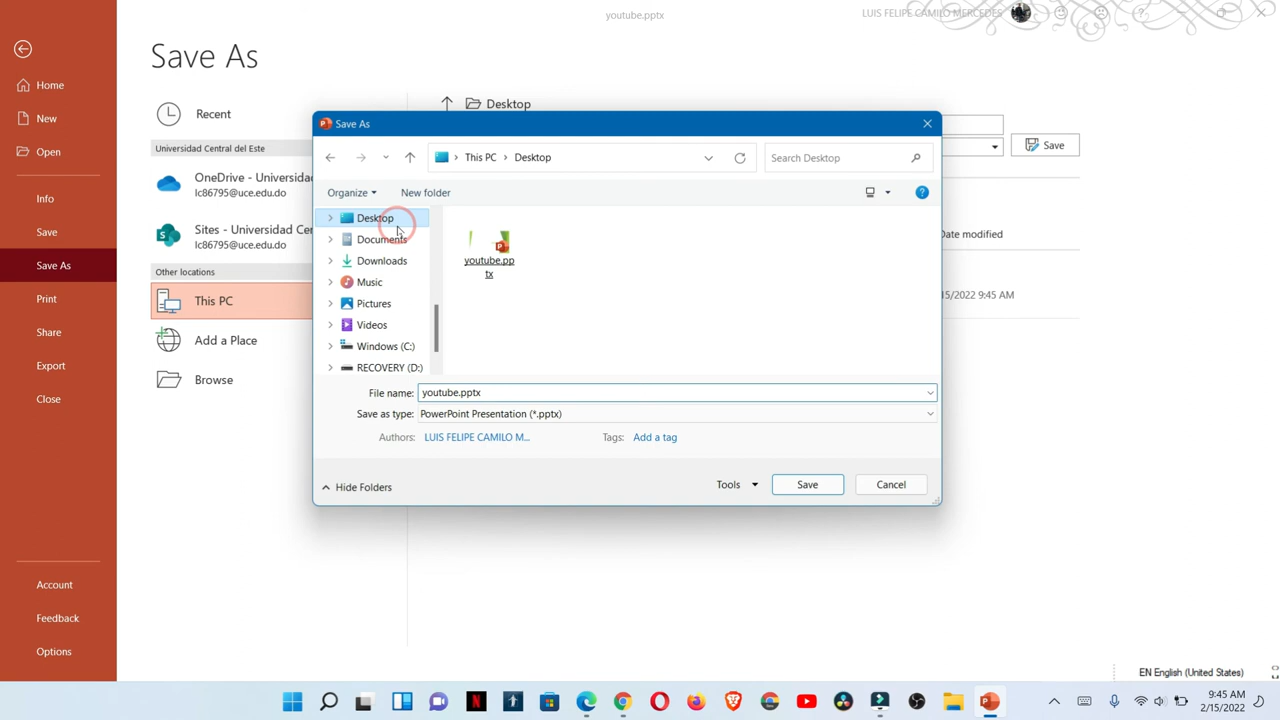 youtube.pptx
LUIS FELIPE CAMILO MERCEDES
Save As
Home
New
Open
Info
Save
Save As
Print
Share
Export
Close
Account
Feedback
Options
Recent
Universidad Central del Este
OneDrive - Universida
lc86795@uce.edu.do
Sites - Universidad Cer
lc86795@uce.edu.do
Other locations
This PC
Add a Place
Browse
Desktop
Save
Date modified
/15/2022 9:45 AM
Save As
This PC > Desktop
Search Desktop
Organize
New folder
Desktop
Documents
Downloads
Music
Pictures
Videos
Windows (C:)
RECOVERY (D:)
youtube.pp
tx
File name: youtube.pptx
Save as type: PowerPoint Presentation (*.pptx)
Authors: LUIS FELIPE CAMILO M...
Tags: Add a tag
Hide Folders
Tools
Save
Cancel
EN English (United States)
9:45 AM
2/15/2022